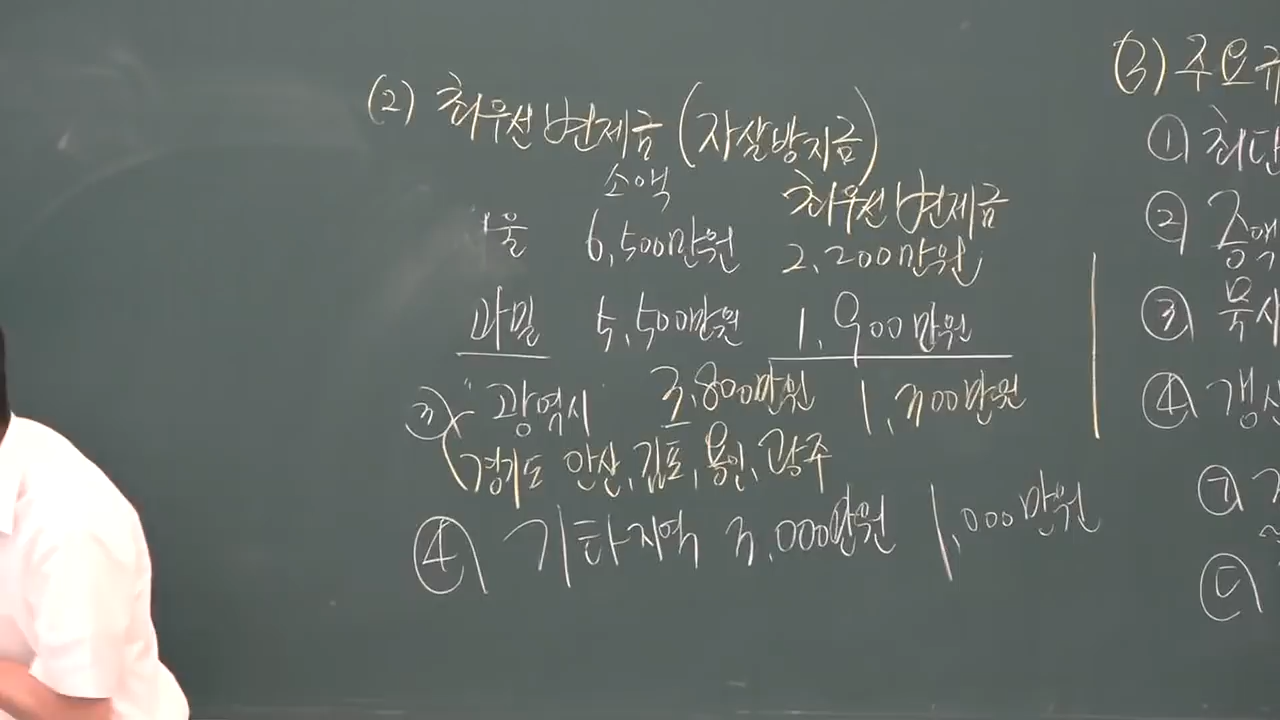 (2) 최우선변제금 (자살방지금)
소액 최우선변제금
울 6,500만원 2,200만원
과밀 5,500만원 1,900만원
③ 광역시 3,800만원 1,300만원
경기도 안산, 김포, 용인, 광주
④ 기타지역 3,000만원 1,000만원
(3) 주요
① 최단
② 증액
③ 묵시
④ 갱신
⑦